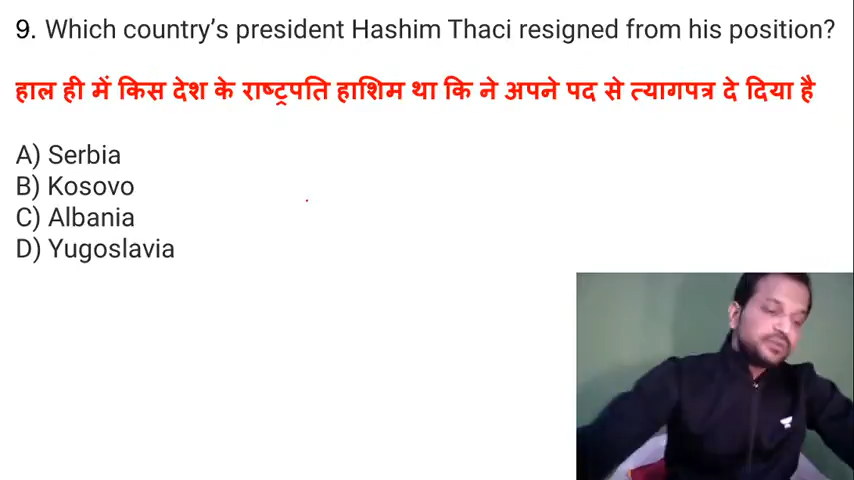 9. Which country's president Hashim Thaci resigned from his position?
हाल ही में किस देश के राष्ट्रपति हाशिम था कि ने अपने पद से त्यागपत्र दे दिया है
A) Serbia
B) Kosovo
C) Albania
D) Yugoslavia